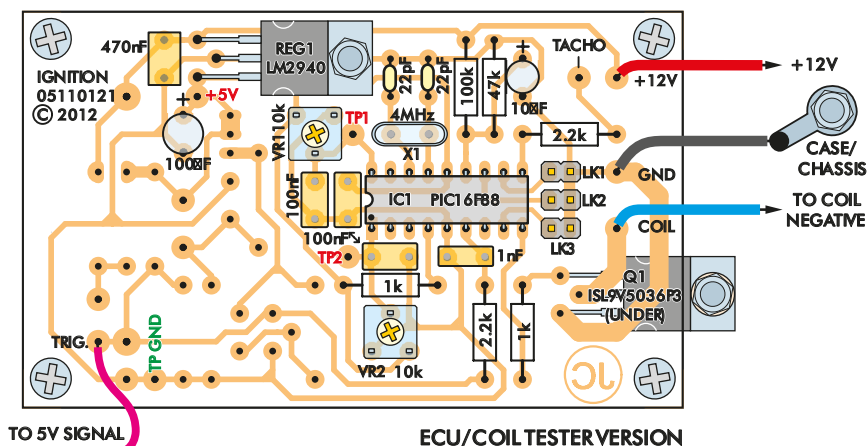 470nF
REG1
LM2940
IGNITION
05110121
© 2012
+5V
100µF
VR1 10k
TP1
22pF
22pF
4MHz
X1
100k
47k
10µF
TACHO
+12V
+12V
2.2k
CASE/
CHASSIS
GND
LK1
LK2
LK3
IC1 PIC16F88
100nF
100nF
TO COIL
NEGATIVE
COIL
TP2
1nF
1k
Q1
ISL9V5036P3
(UNDER)
2.2k
1k
TRIG.
TP GND
VR2 10k
TO 5V SIGNAL
ECU/COIL TESTER VERSION